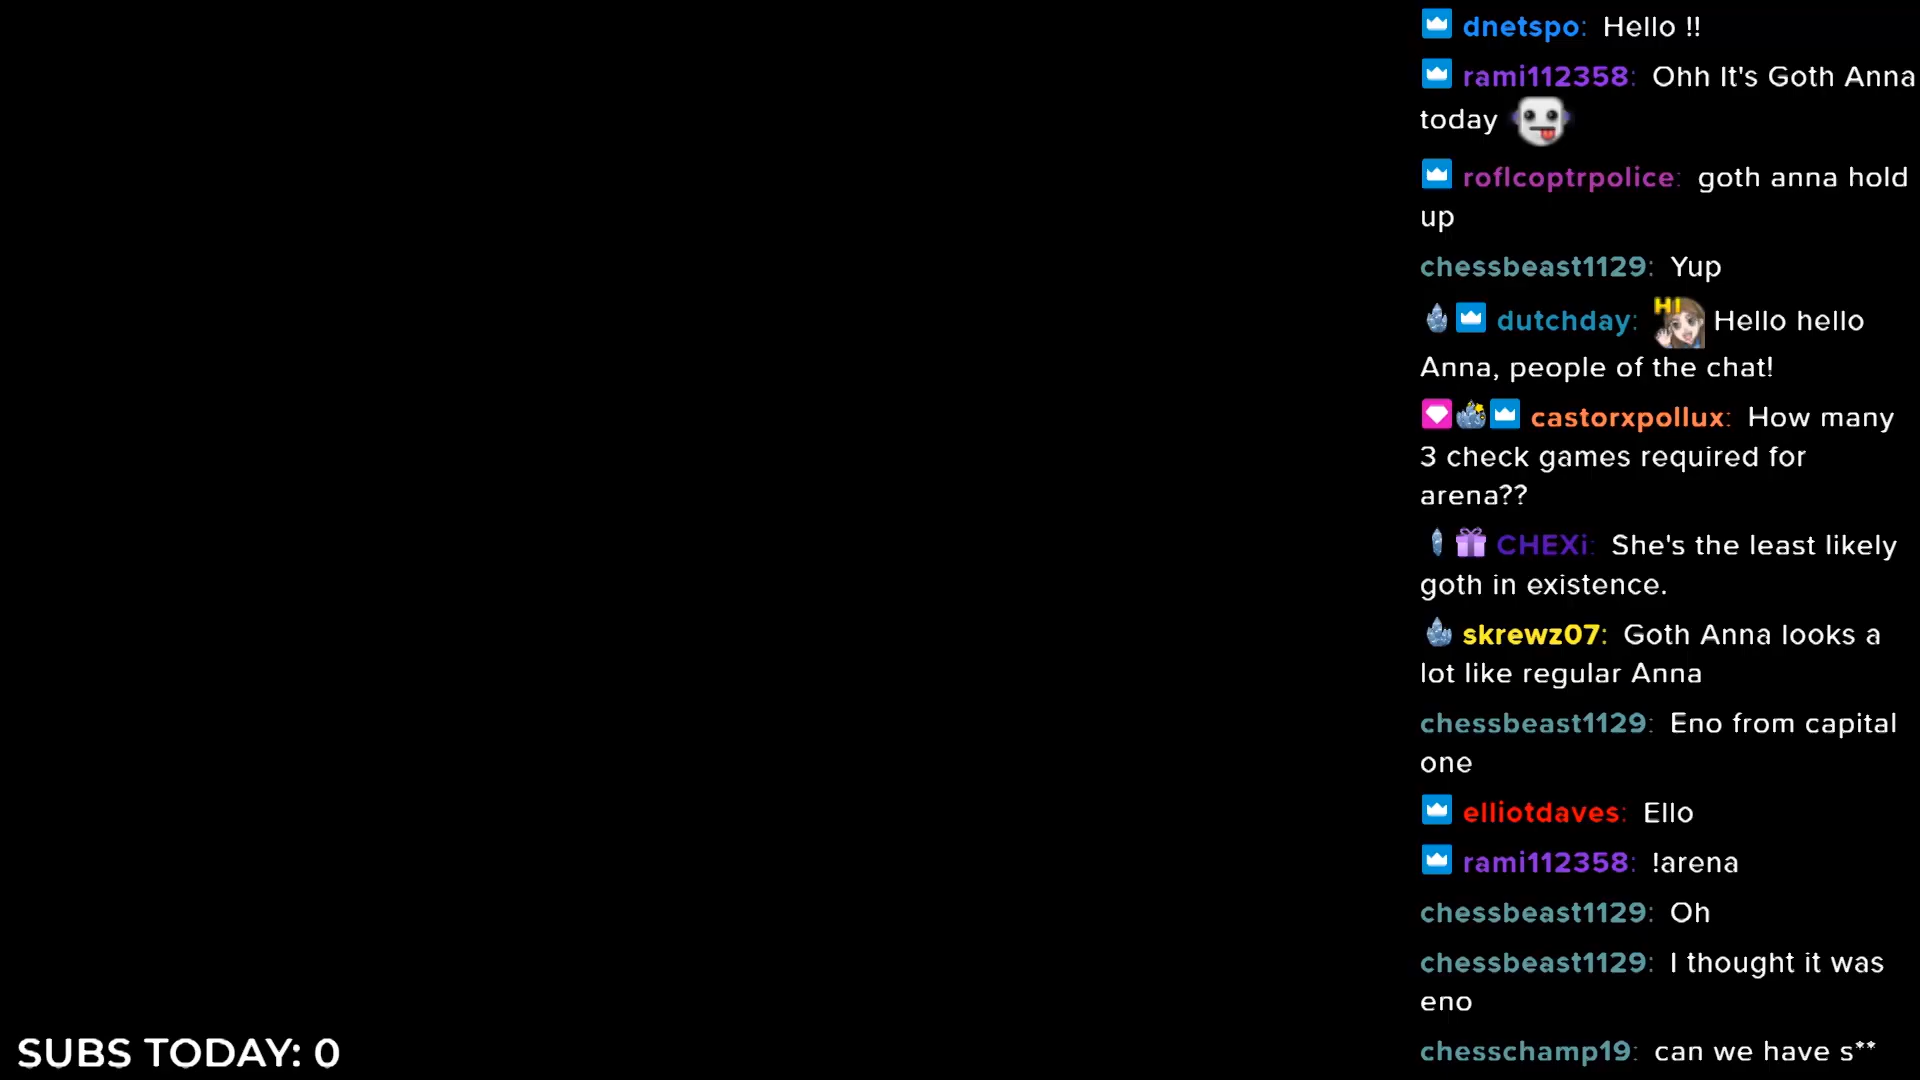 dnetspo: Hello !!
rami112358: Ohh It's Goth Anna
today
roflcoptrpolice: goth anna hold
up
chessbeast1129: Yup
dutchday: HI Hello hello
Anna, people of the chat!
castorxpollux: How many
3 check games required for
arena??
CHEXi: She's the least likely
goth in existence.
skrewz07: Goth Anna looks a
lot like regular Anna
chessbeast1129: Eno from capital
one
elliotdaves: Ello
rami112358: !arena
chessbeast1129: Oh
chessbeast1129: I thought it was
eno
chesschamp19: can we have s**
SUBS TODAY: 0